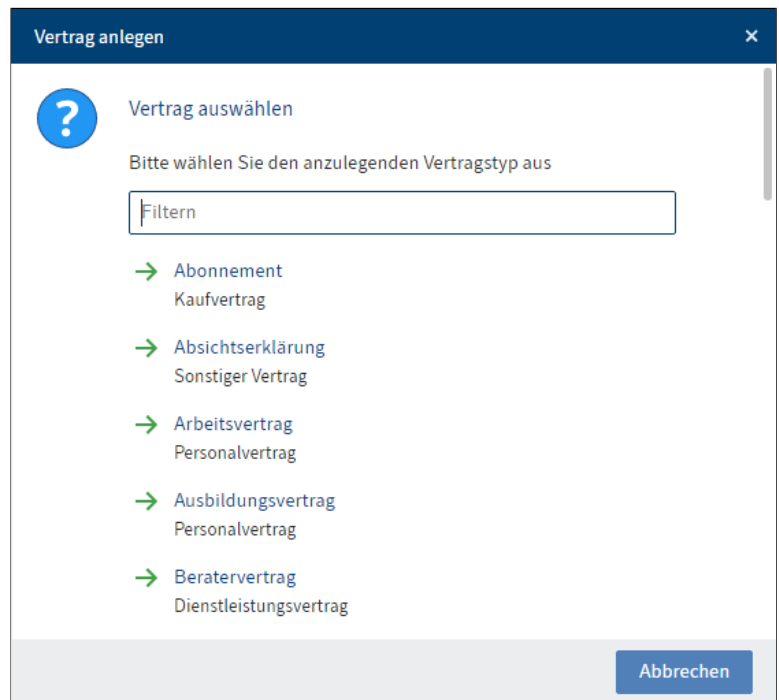 Vertrag anlegen ×
?
Vertrag auswählen
Bitte wählen Sie den anzulegenden Vertragstyp aus
Filtern
Abonnement
Kaufvertrag
Absichtserklärung
Sonstiger Vertrag
Arbeitsvertrag
Personalvertrag
Ausbildungsvertrag
Personalvertrag
Beratervertrag
Dienstleistungsvertrag
Abbrechen